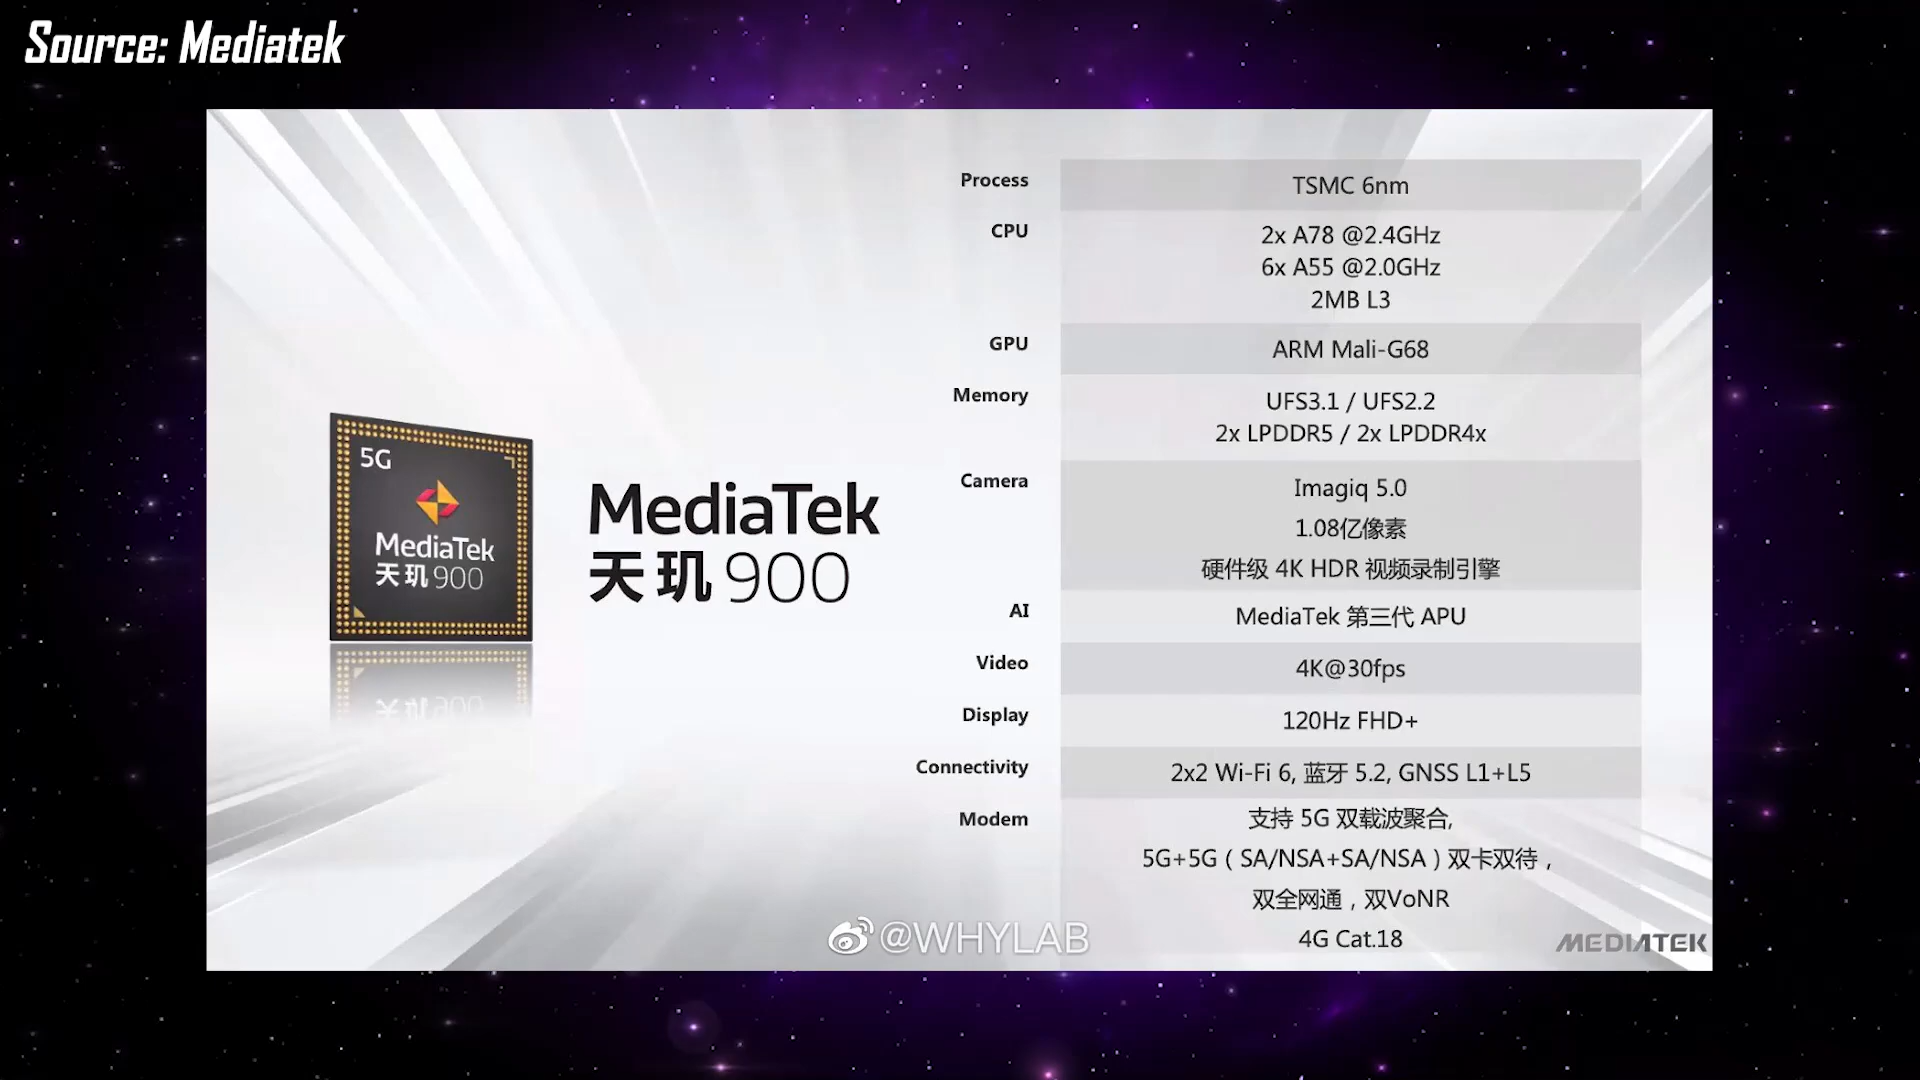 Source: Mediatek
Process
TSMC 6nm
CPU
2x A78 @2.4GHz
6x A55 @2.0GHz
2MB L3
GPU
ARM Mali-G68
Memory
UFS3.1 / UFS2.2
2x LPDDR5 / 2x LPDDR4x
Camera
Imagiq 5.0
1.08亿像素
硬件级 4K HDR 视频录制引擎
AI
MediaTek 第三代 APU
Video
4K@30fps
Display
120Hz FHD+
Connectivity
2x2 Wi-Fi 6, 蓝牙 5.2, GNSS L1+L5
Modem
支持 5G 双载波聚合,
5G+5G（SA/NSA+SA/NSA）双卡双待，
双全网通，双VoNR
4G Cat.18
5G
MediaTek
天玑900
MediaTek
天玑900
@WHYLAB
MEDIATEK